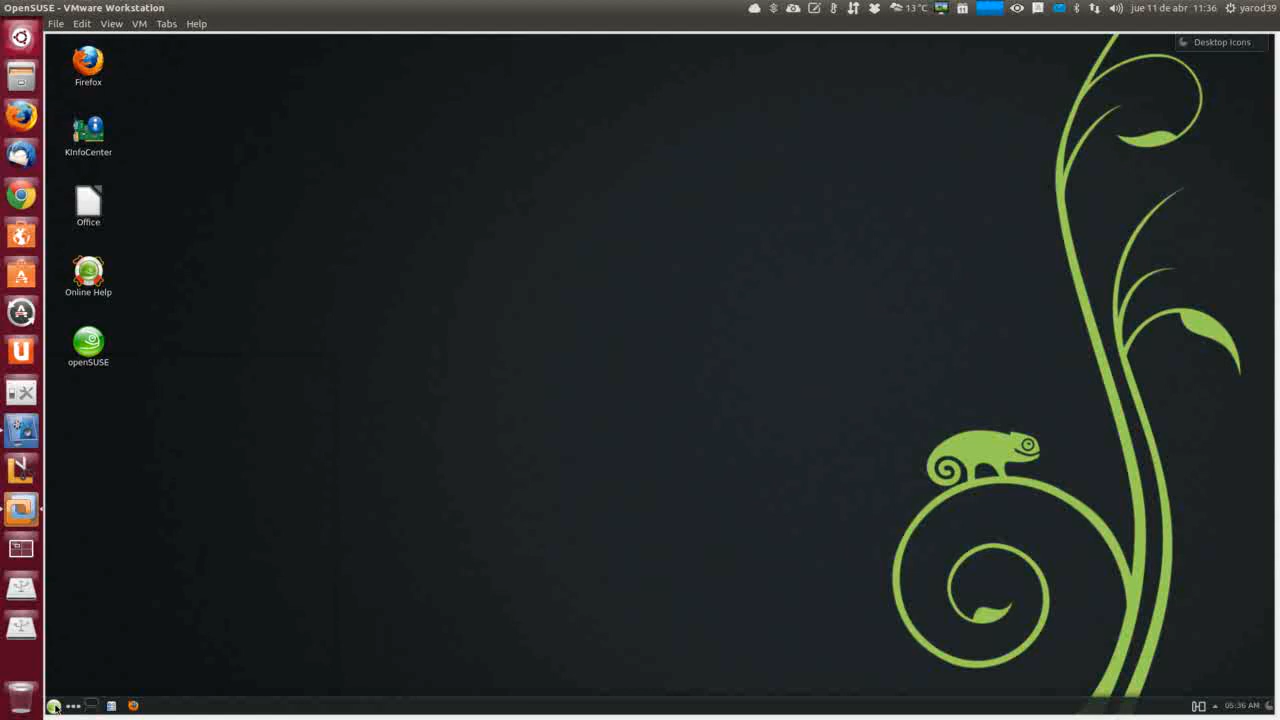 OpenSUSE - VMware Workstation
13°C
11
A
jue 11 de abr 11:36
yarod39
File Edit View VM Tabs Help
Desktop Icons
Firefox
KInfoCenter
Office
Online Help
openSUSE
05:36 AM